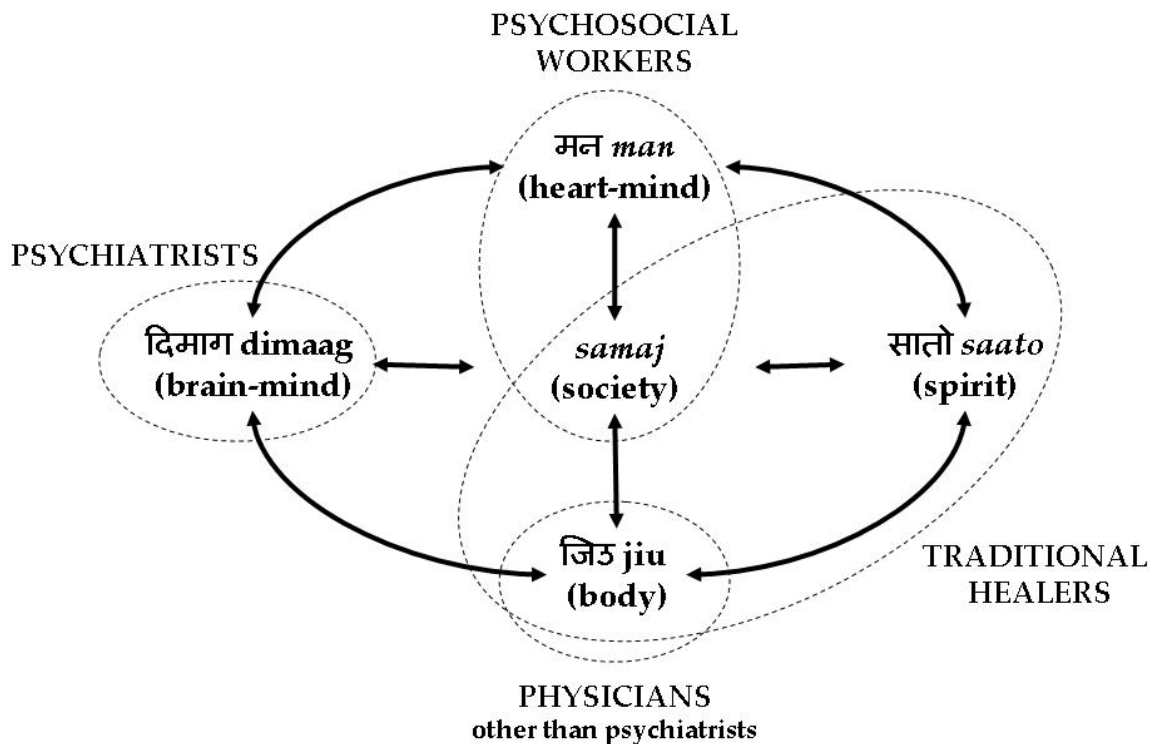 PSYCHOSOCIAL
WORKERS
मन man
(heart-mind)
PSYCHIATRISTS
दिमाग dimaag
(brain-mind)
samaj
(society)
सातो saato
(spirit)
जिउ jiu
(body)
TRADITIONAL
HEALERS
PHYSICIANS
other than psychiatrists